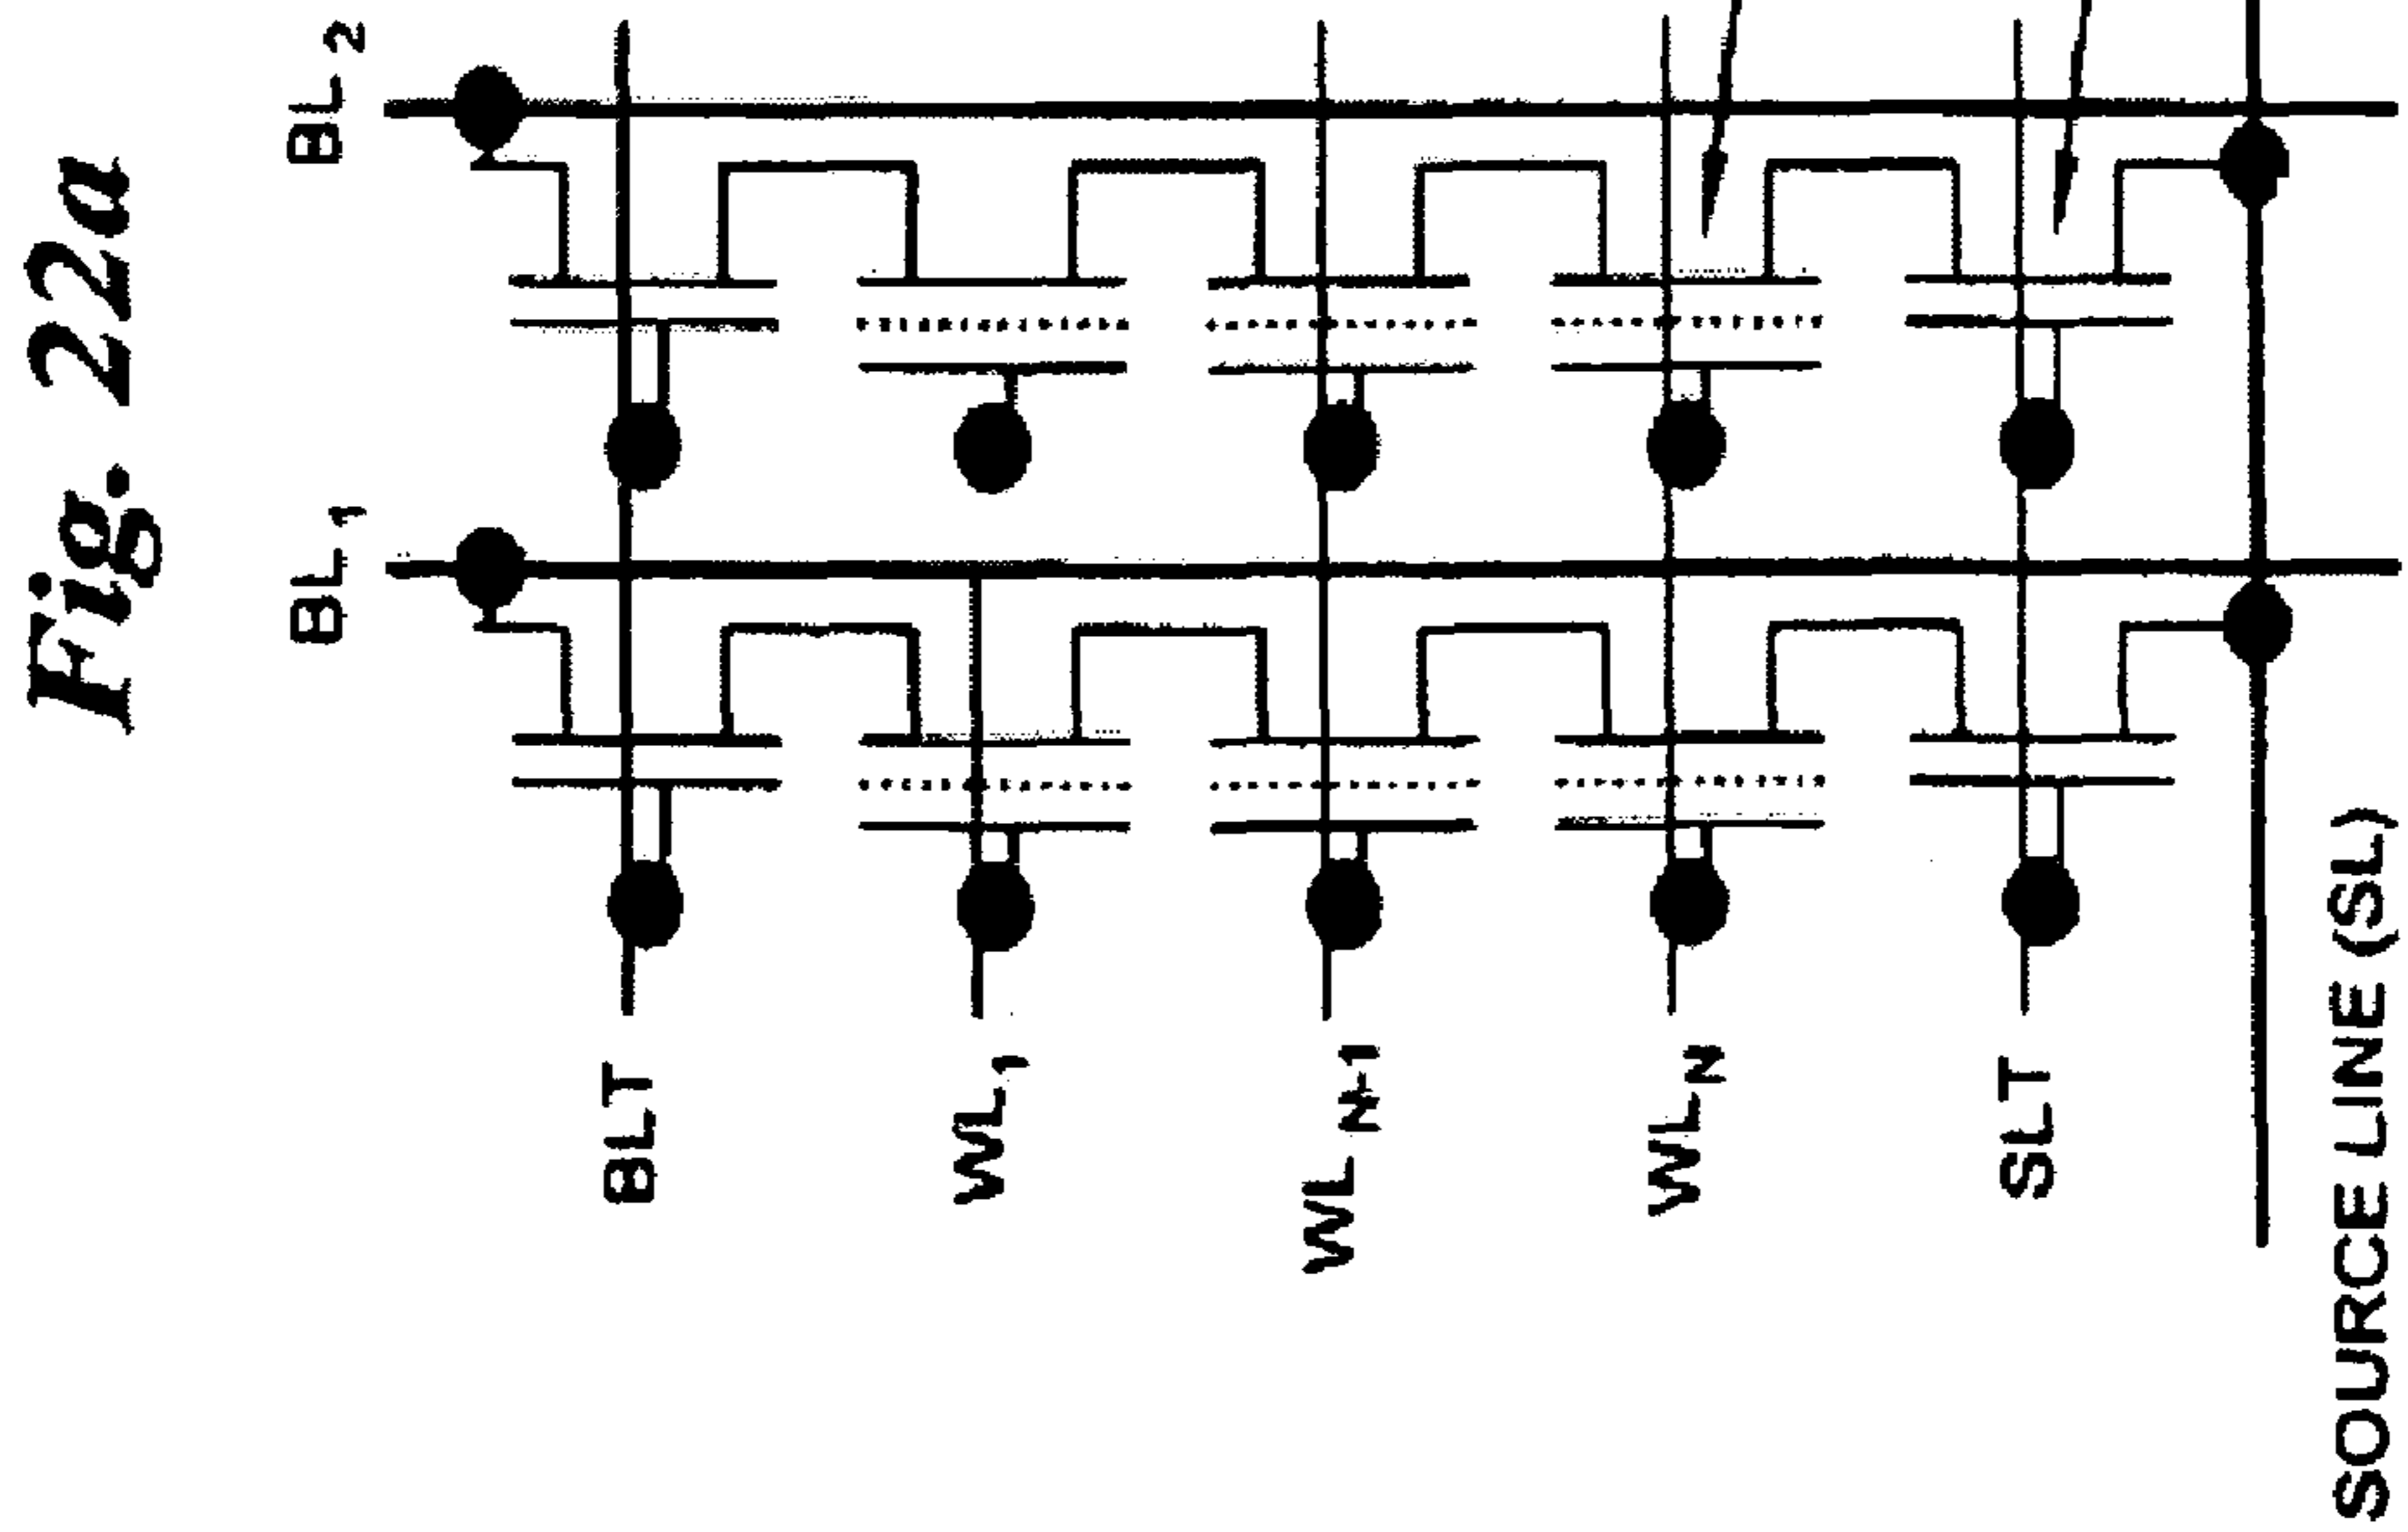 Fig. 22a
BL 1
BL 2
BLT
WL 1
WL N-1
WL N
SLT
SOURCE LINE (SL)